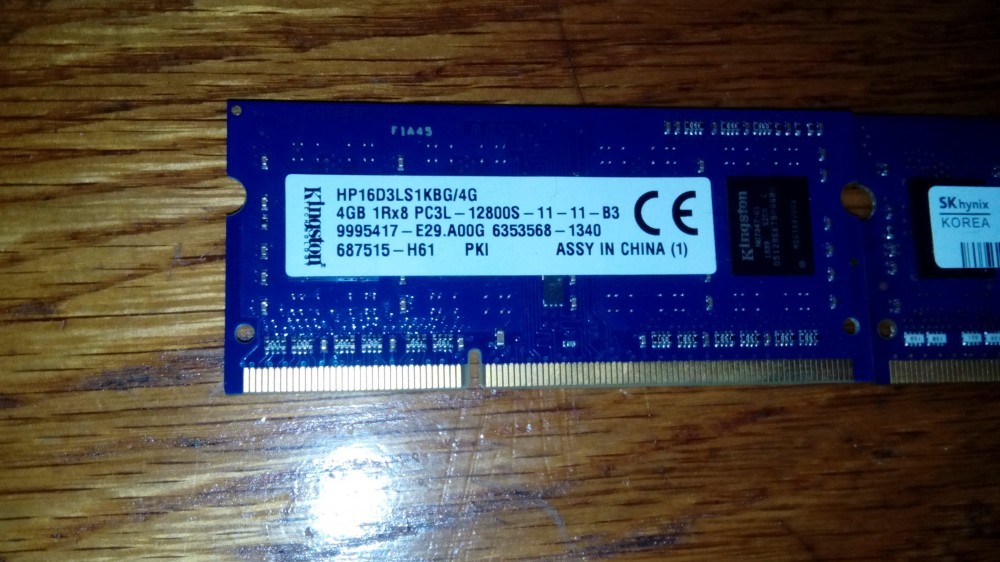 F1A45
Kingston
HP16D3LS1KBG/4G
4GB 1Rx8 PC3L-12800S-11-11-B3
9995417-E29.A00G 6353568-1340
687515-H61 PKI ASSY IN CHINA (1)
CE
Kingston
SK hynix
KOREA